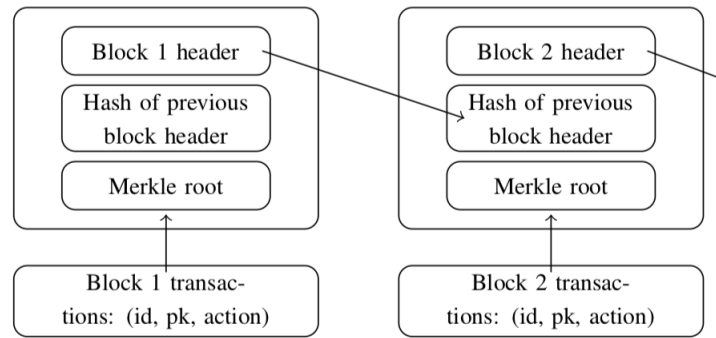 Block 1 header
Hash of previous
block header
Merkle root
Block 1 transac-
tions: (id, pk, action)
Block 2 header
Hash of previous
block header
Merkle root
Block 2 transac-
tions: (id, pk, action)